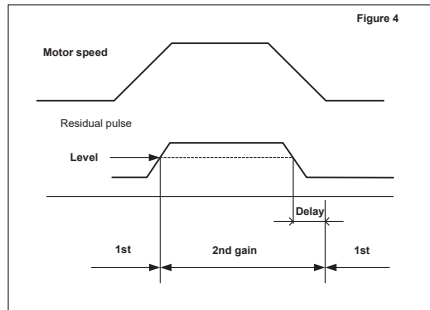 Figure 4
Motor speed
Residual pulse
Level
Delay
1st 2nd gain 1st